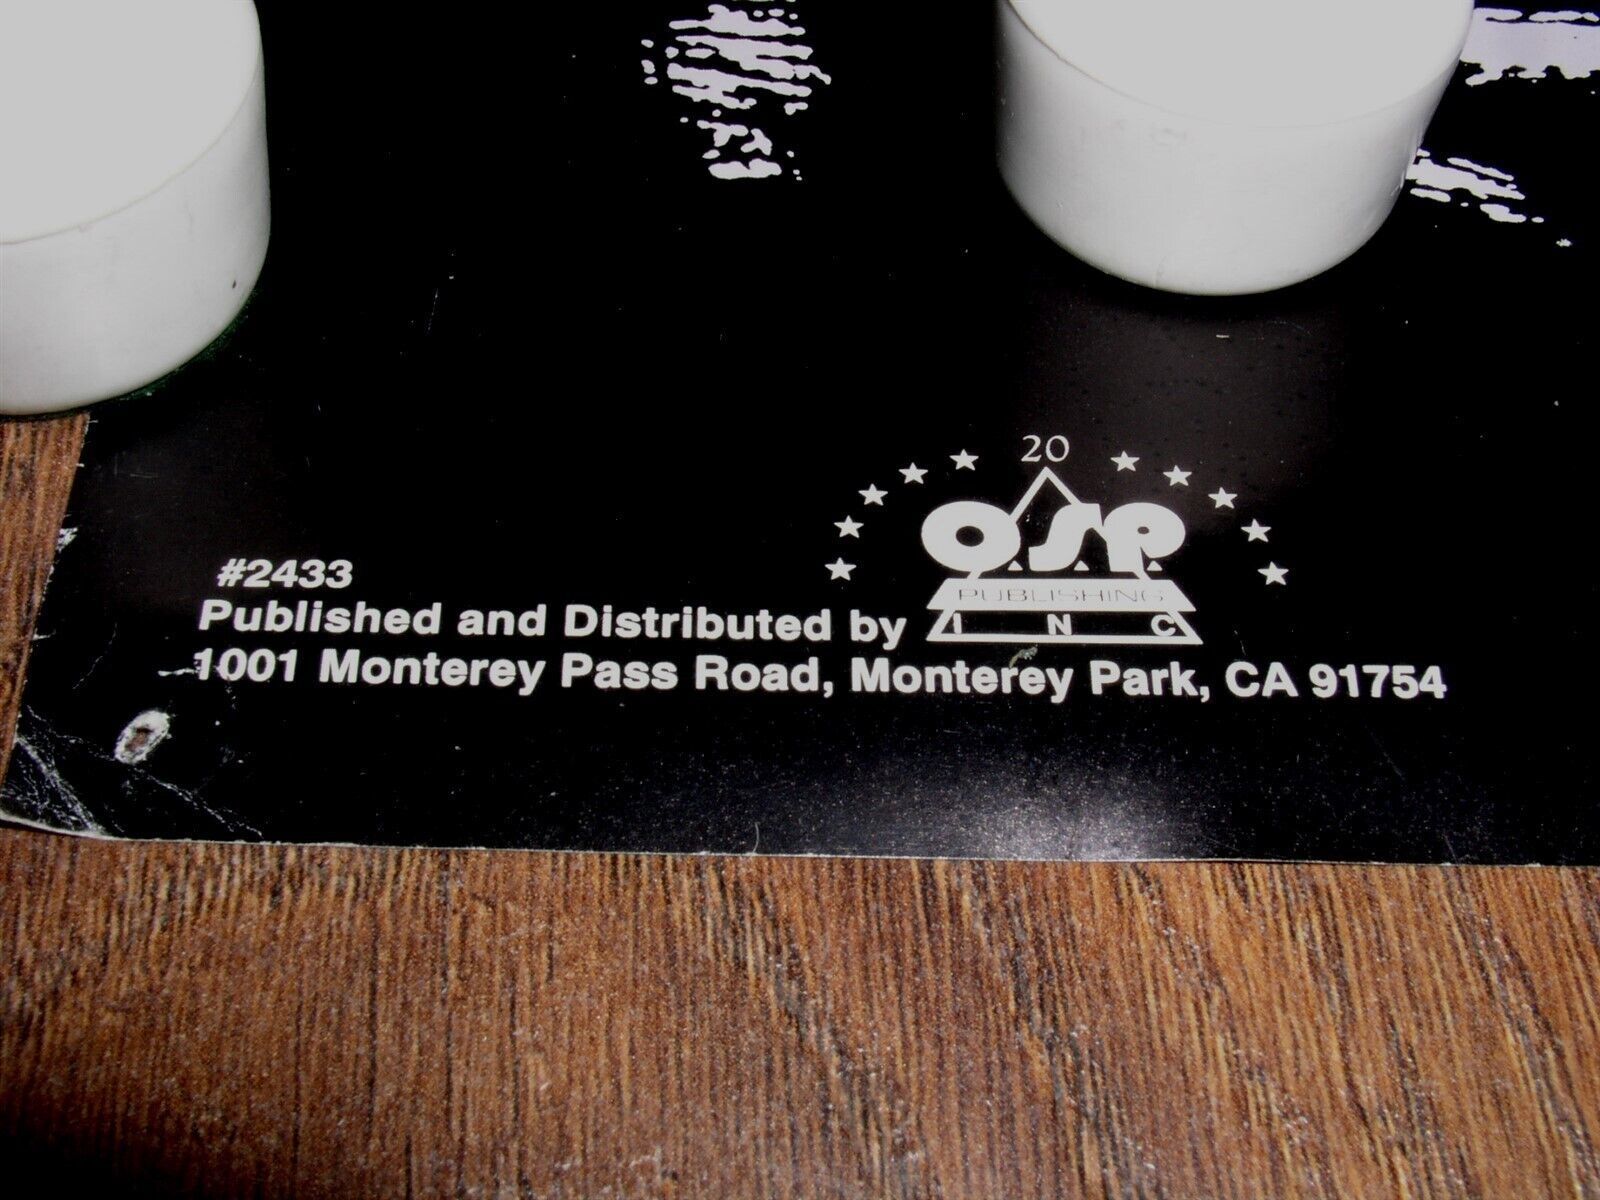 20
O.S.P.
PUBLISHING
INC
#2433
Published and Distributed by
1001 Monterey Pass Road, Monterey Park, CA 91754